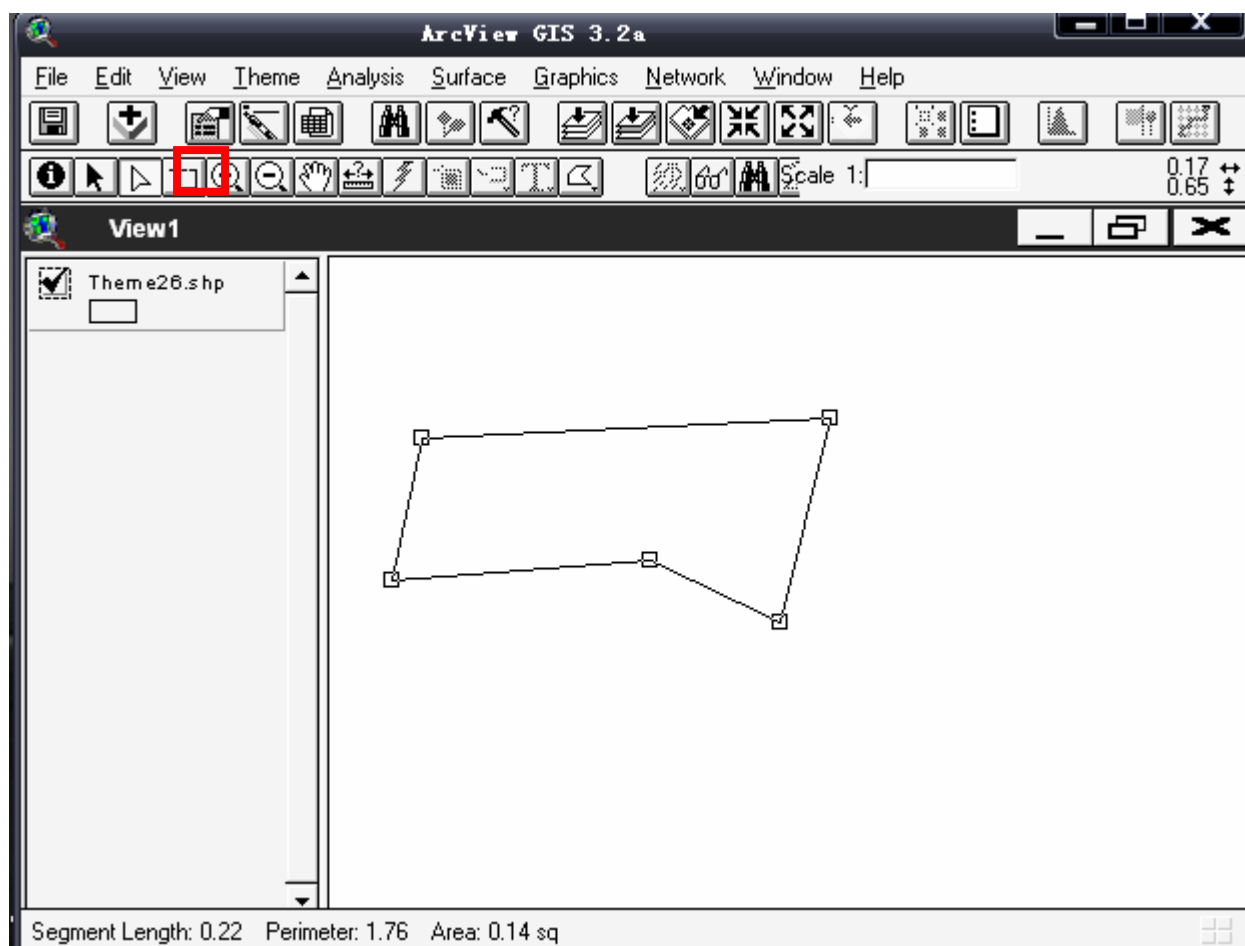 ArcView GIS 3.2a
File Edit View Theme Analysis Surface Graphics Network Window Help
Scale 1: 0.17
0.65
View1
Theme26.shp
Segment Length: 0.22 Perimeter: 1.76 Area: 0.14 sq